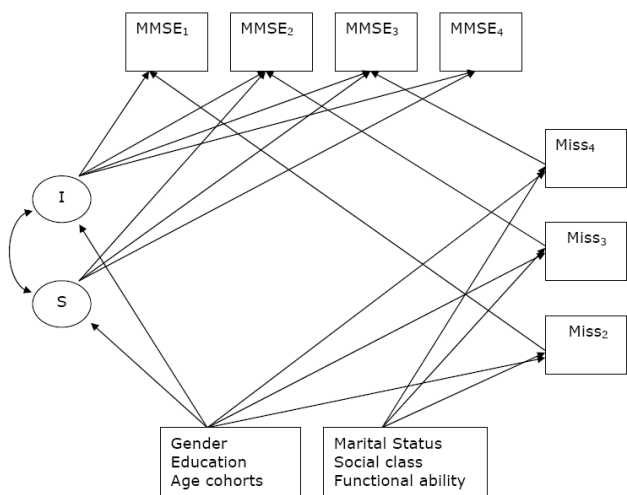 MMSE₁ MMSE₂ MMSE₃ MMSE₄
Miss₄
I
Miss₃
S
Miss₂
Gender
Education
Age cohorts
Marital Status
Social class
Functional ability